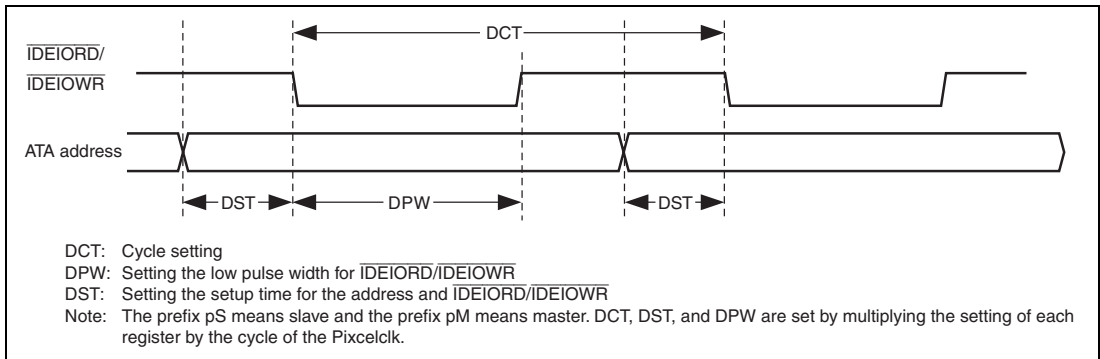 DCT
IDEIORD/
IDEIOWR
ATA address
DST
DPW
DST
DCT: Cycle setting
DPW: Setting the low pulse width for IDEIORD/IDEIOWR
DST: Setting the setup time for the address and IDEIORD/IDEIOWR
Note: The prefix pS means slave and the prefix pM means master. DCT, DST, and DPW are set by multiplying the setting of each
register by the cycle of the Pixcelclk.